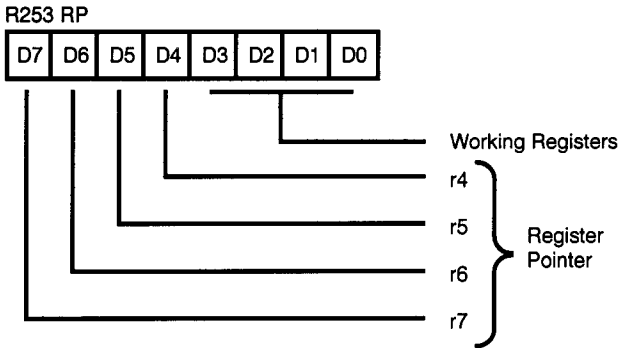 R253 RP
D7 D6 D5 D4 D3 D2 D1 D0
Working Registers
r4
r5
Register
Pointer
r6
r7